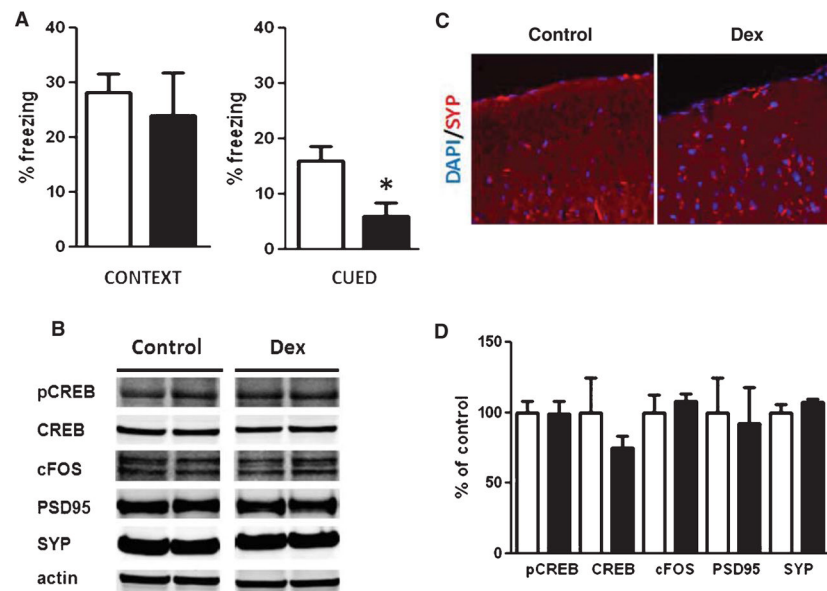 A
% freezing
40
30
20
10
0
CONTEXT
% freezing
40
30
20
10
0
*
CUED
C
Control Dex
DAPI/SYP
B
Control Dex
pCREB
CREB
cFOS
PSD95
SYP
actin
D
% of control
150
100
50
0
pCREB CREB cFOS PSD95 SYP